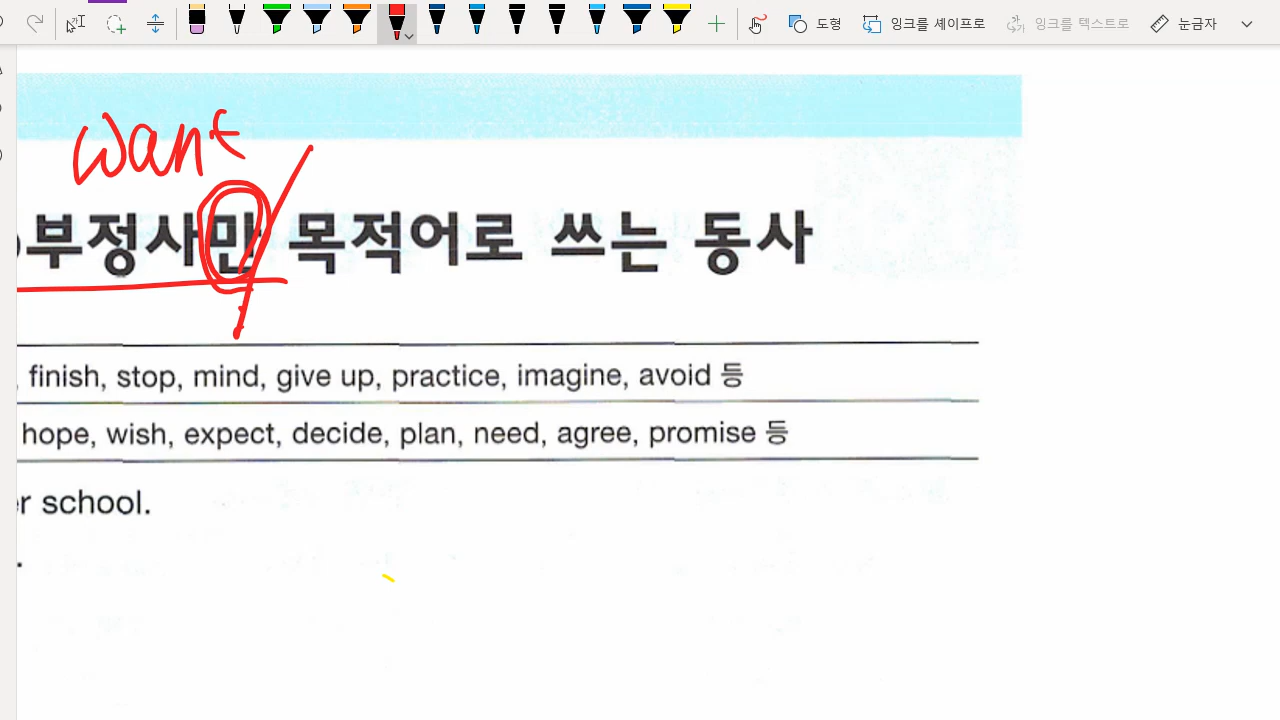 도형 잉크를 셰이프로 잉크를 텍스트로 눈금자
want
부정사만 목적어로 쓰는 동사
, finish, stop, mind, give up, practice, imagine, avoid 등
hope, wish, expect, decide, plan, need, agree, promise 등
er school.